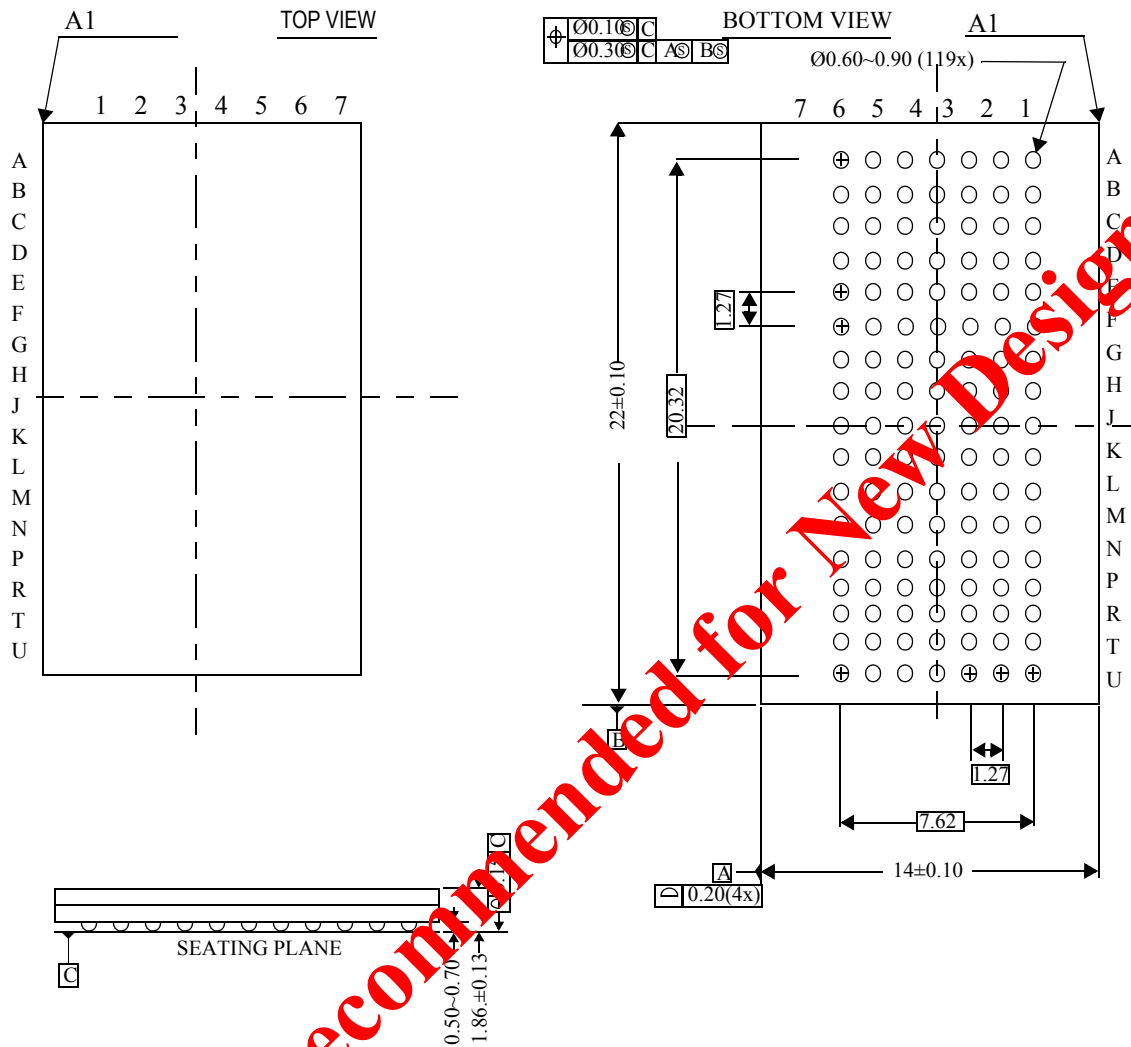 A1
TOP VIEW
1 2 3 4 5 6 7
A
B
C
D
E
F
G
H
J
K
L
M
N
P
R
T
U
Ø0.10Ⓢ C
Ø0.30Ⓢ C AⓈ BⓈ
BOTTOM VIEW
A1
Ø0.60~0.90 (119x)
7 6 5 4 3 2 1
A
B
C
D
E
F
G
H
J
K
L
M
N
P
R
T
U
1.27
20.32
22±0.10
B
1.27
7.62
14±0.10
A
0.20(4x)
SEATING PLANE
C
0.50~0.70
1.86.±0.13
C
ecommended for New Design